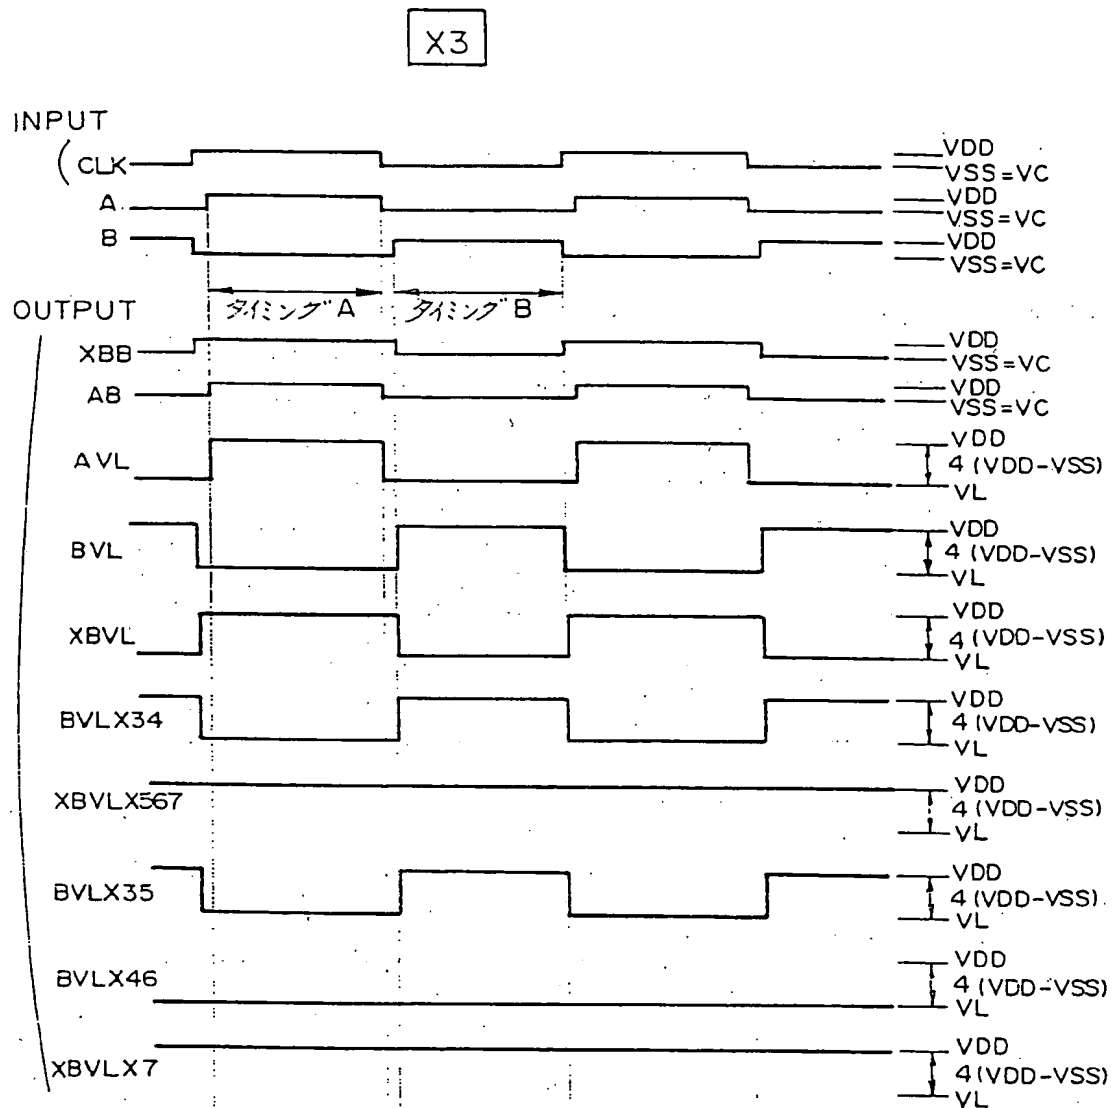 X3
INPUT
CLK
VDD
VSS=VC
A
VDD
VSS=VC
B
VDD
VSS=VC
タイミングA
タイミングB
OUTPUT
XBB
VDD
VSS=VC
AB
VDD
VSS=VC
AVL
VDD
4(VDD-VSS)
VL
BVL
VDD
4(VDD-VSS)
VL
XBVL
VDD
4(VDD-VSS)
VL
BVLX34
VDD
4(VDD-VSS)
VL
XBVLX567
VDD
4(VDD-VSS)
VL
BVLX35
VDD
4(VDD-VSS)
VL
BVLX46
VDD
4(VDD-VSS)
VL
XBVLX7
VDD
4(VDD-VSS)
VL